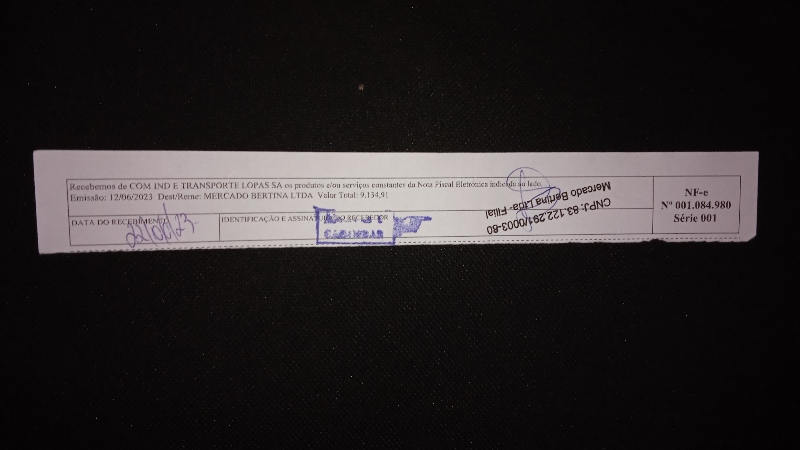 Recebemos de COM IND E TRANSPORTE LOPAS SA os produtos e/ou serviços constantes da Nota Fiscal Eletrônica indicada ao lado.
Emissão: 12/06/2023 Dest/Reme: MERCADO BERTINA LTDA Valor Total: 9,134,91
DATA DO RECEBIMENTO
IDENTIFICAÇÃO E ASSINATURA DO RECEBEDOR
CARIMBAR
CNPJ: 83.122.291/0003-80
Mercado Bertina Ltda - Filial
NF-e
Nº 001.084.980
Série 001